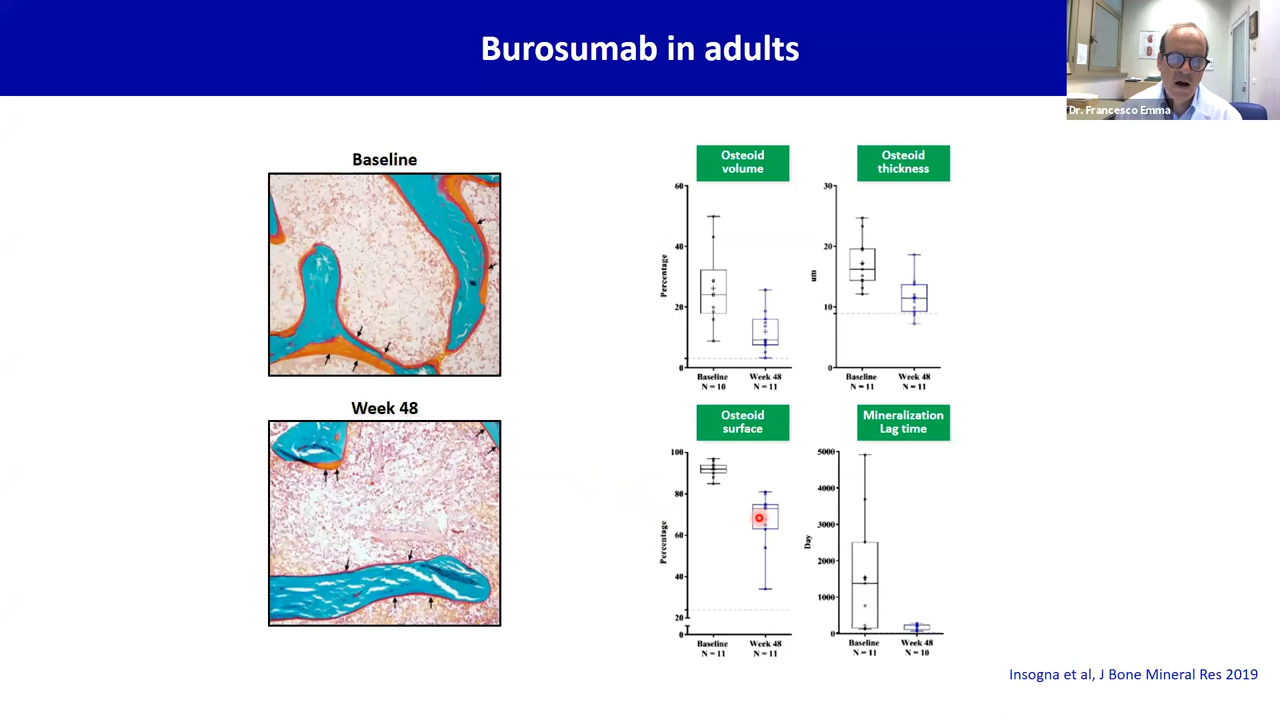 Burosumab in adults
Dr. Francesco Emma
Baseline
Week 48
Osteoid
volume
60
40
20
0
Percentage
Baseline
N = 10
Week 48
N = 11
Osteoid
thickness
30
20
10
0
um
Baseline
N = 11
Week 48
N = 11
Osteoid
surface
100
80
60
40
20
0
Percentage
Baseline
N = 11
Week 48
N = 11
Mineralization
Lag time
5000
4000
3000
2000
1000
0
Day
Baseline
N = 11
Week 48
N = 10
Insogna et al, J Bone Mineral Res 2019